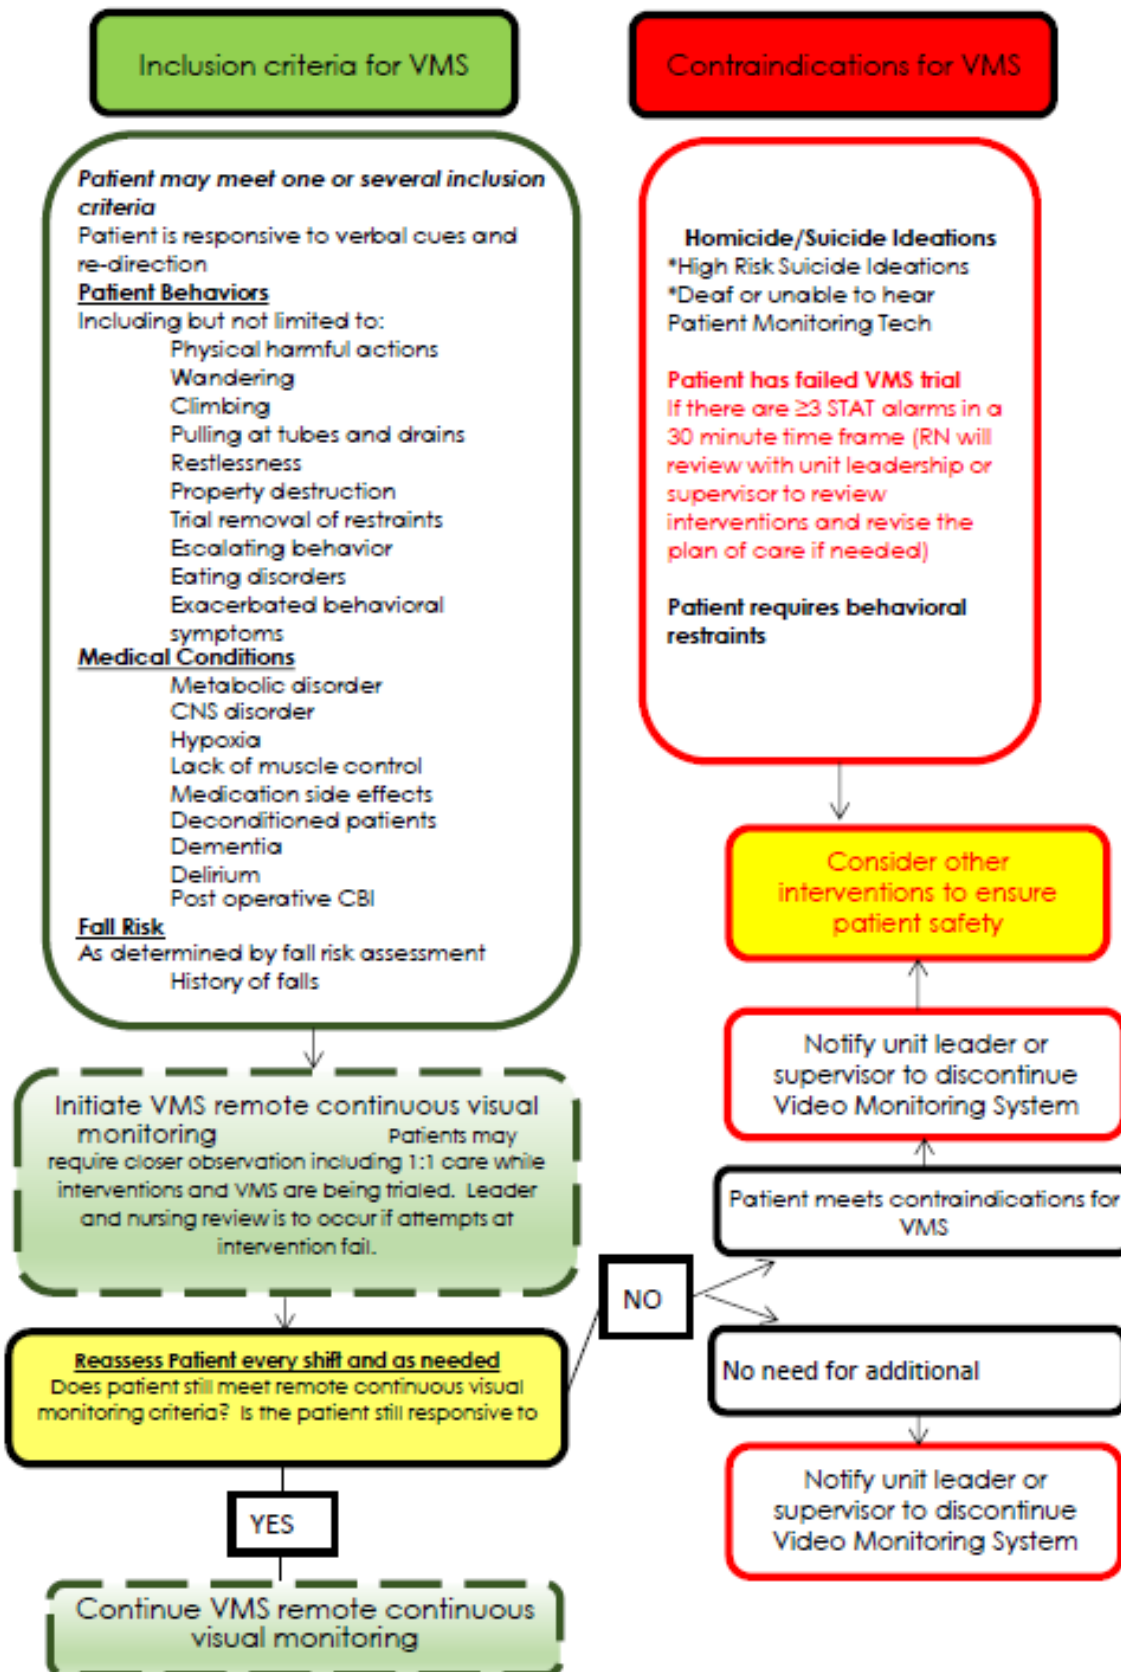 Inclusion criteria for VMS
Patient may meet one or several inclusion
criteria
Patient is responsive to verbal cues and
re-direction
Patient Behaviors
Including but not limited to:
Physical harmful actions
Wandering
Climbing
Pulling at tubes and drains
Restlessness
Property destruction
Trial removal of restraints
Escalating behavior
Eating disorders
Exacerbated behavioral
symptoms
Medical Conditions
Metabolic disorder
CNS disorder
Hypoxia
Lack of muscle control
Medication side effects
Deconditioned patients
Dementia
Delirium
Post operative CBI
Fall Risk
As determined by fall risk assessment
History of falls
Initiate VMS remote continuous visual
monitoring Patients may
require closer observation including 1:1 care while
interventions and VMS are being trialed. Leader
and nursing review is to occur if attempts at
intervention fail.
Reassess Patient every shift and as needed
Does patient still meet remote continuous visual
monitoring criteria? Is the patient still responsive to
YES
Continue VMS remote continuous
visual monitoring
Contraindications for VMS
Homicide/Suicide Ideations
*High Risk Suicide Ideations
*Deaf or unable to hear
Patient Monitoring Tech
Patient has failed VMS trial
If there are ≥3 STAT alarms in a
30 minute time frame (RN will
review with unit leadership or
supervisor to review
interventions and revise the
plan of care if needed)
Patient requires behavioral
restraints
Consider other
interventions to ensure
patient safety
Notify unit leader or
supervisor to discontinue
Video Monitoring System
Patient meets contraindications for
VMS
NO
No need for additional
Notify unit leader or
supervisor to discontinue
Video Monitoring System